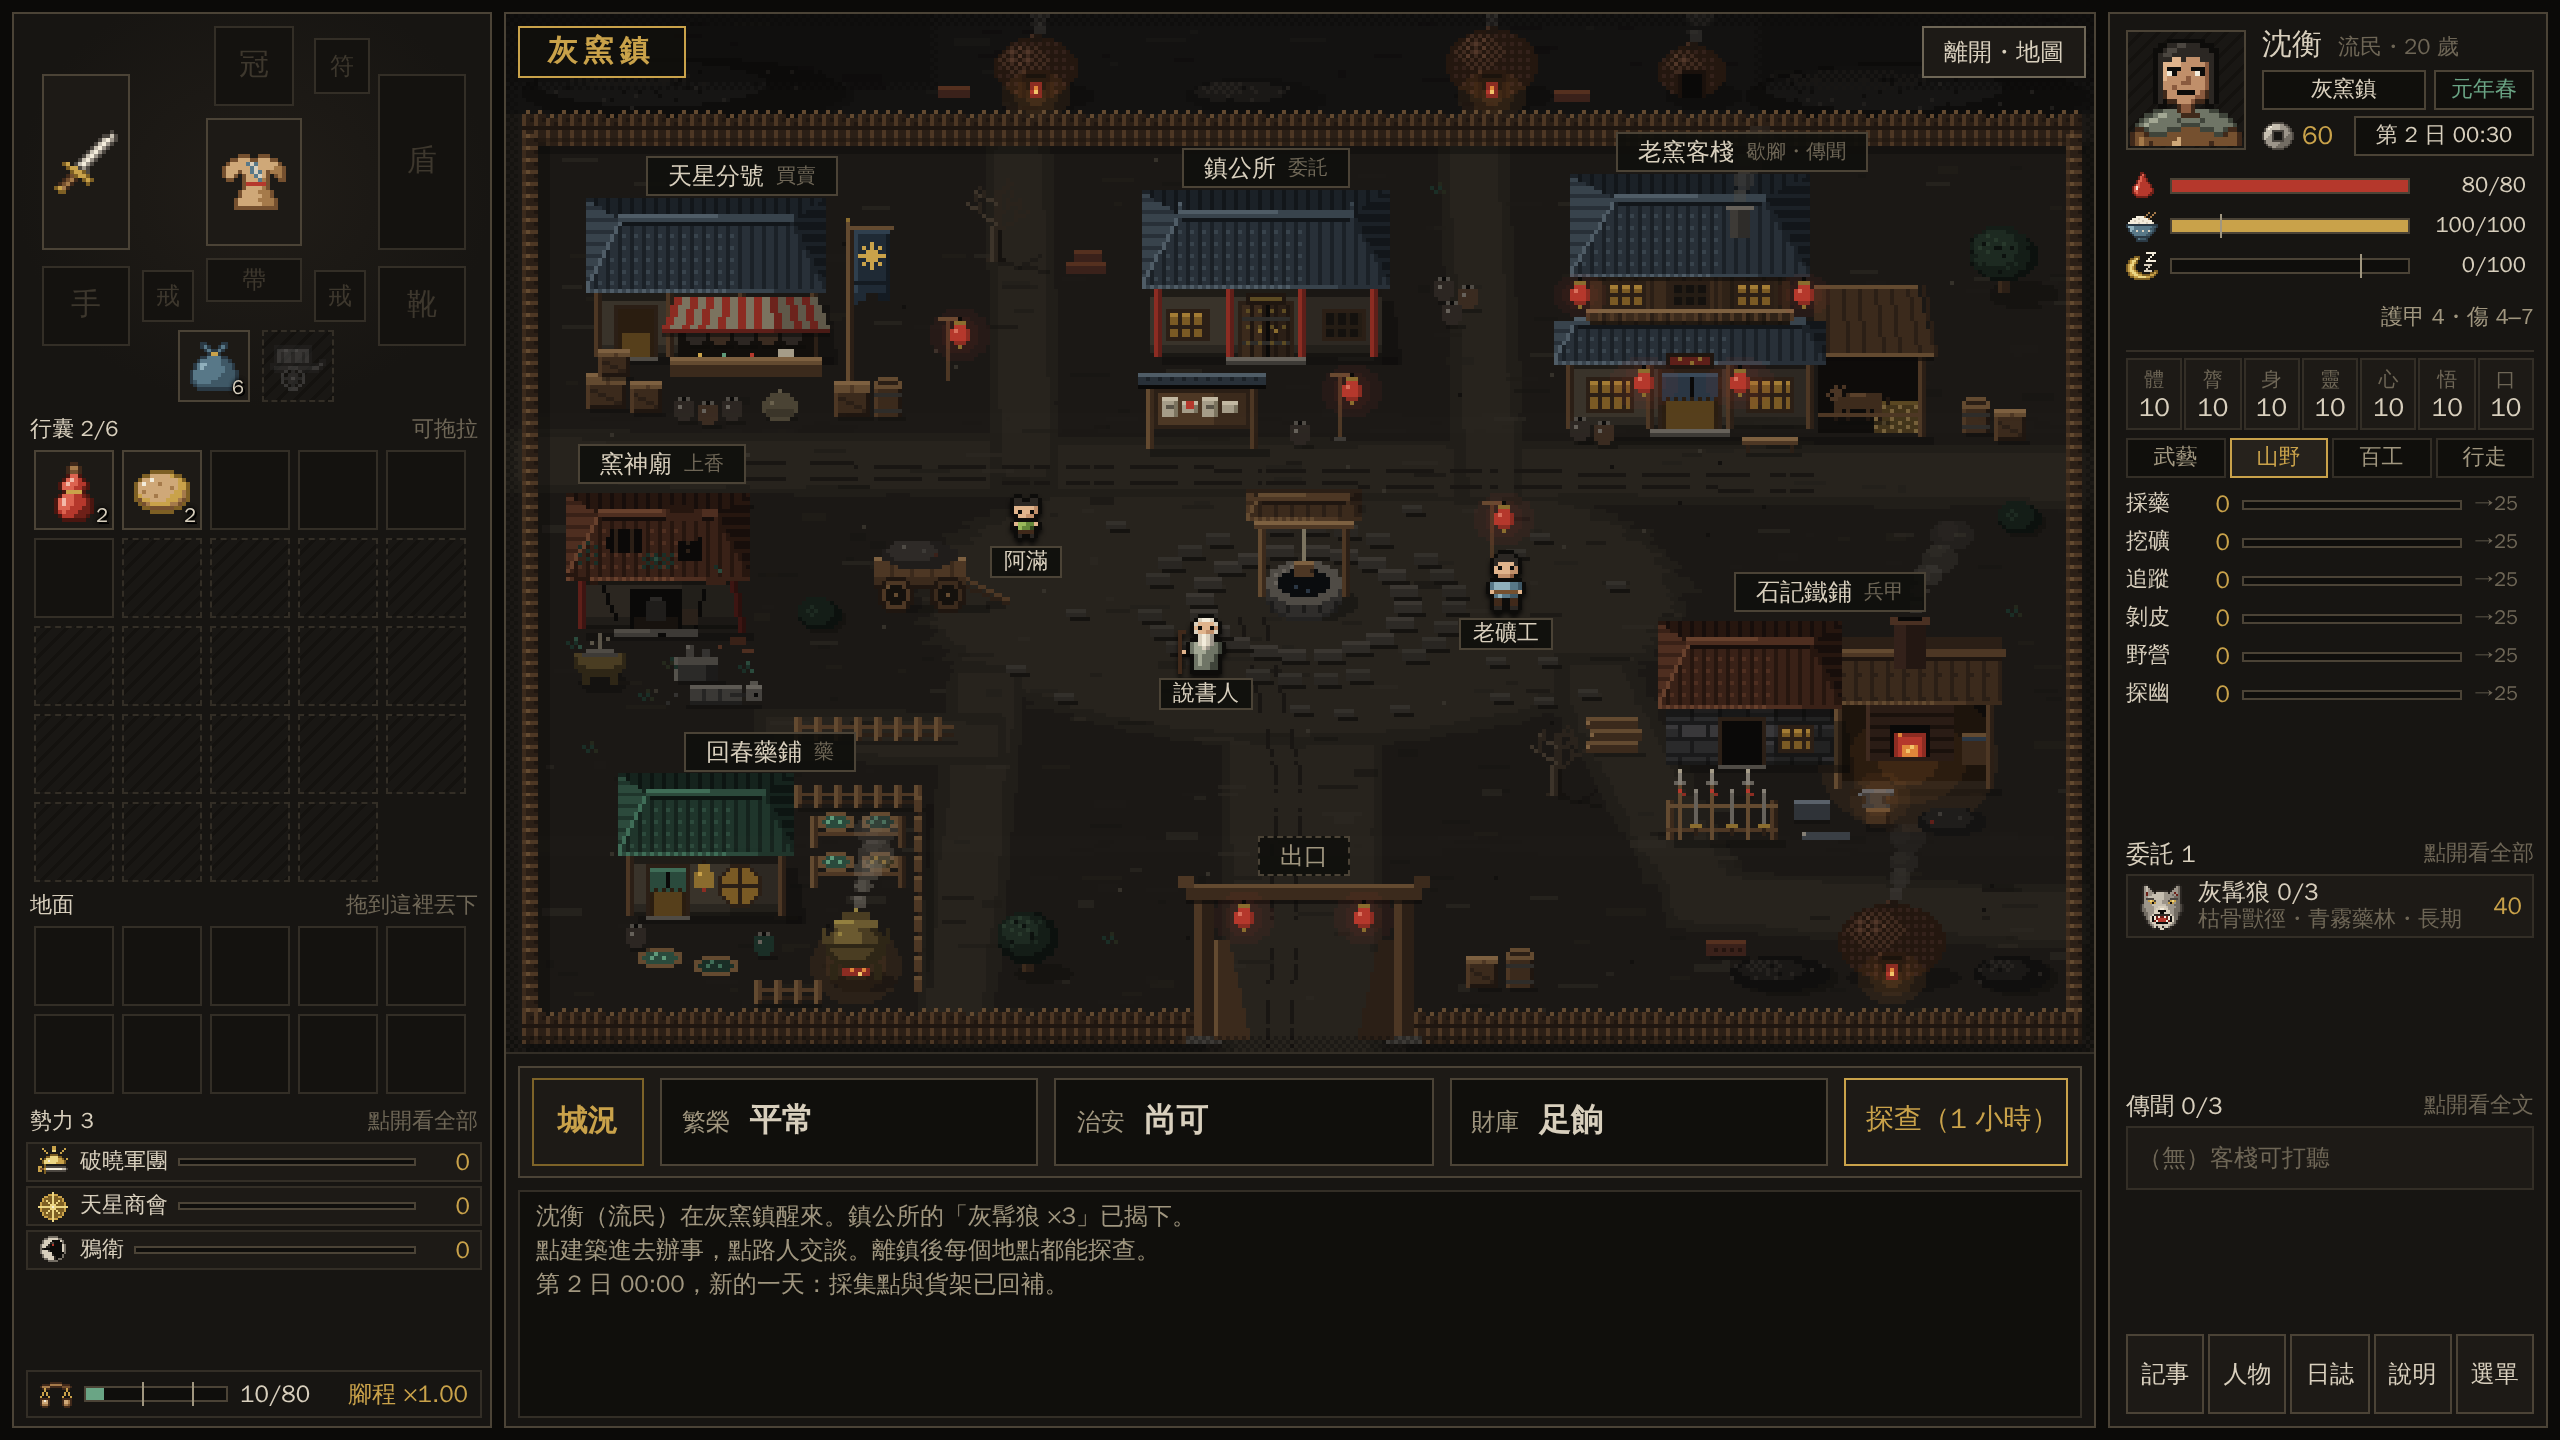 冠
符
盾
手
戒
帶
戒
靴
6
行囊 2/6
可拖拉
2
2
地面
拖到這裡丟下
勢力 3
點開看全部
破曉軍團 0
天星商會 0
鴉衛 0
10/80
腳程 ×1.00
灰窯鎮
離開・地圖
天星分號 買賣
鎮公所 委託
老窯客棧 歇腳・傳聞
窯神廟 上香
阿滿
老礦工
石記鐵鋪 兵甲
說書人
回春藥鋪 藥
出口
城況
繁榮 平常
治安 尚可
財庫 足餉
探查（1 小時）
沈衡（流民）在灰窯鎮醒來。鎮公所的「灰髯狼 ×3」已揭下。
點建築進去辦事，點路人交談。離鎮後每個地點都能探查。
第 2 日 00:00，新的一天：採集點與貨架已回補。
沈衡 流民・20 歲
灰窯鎮
元年春
60
第 2 日 00:30
80/80
100/100
0/100
護甲 4・傷 4–7
體 膂 身 靈 心 悟 口
10 10 10 10 10 10 10
武藝 山野 百工 行走
採藥 0 →25
挖礦 0 →25
追蹤 0 →25
剝皮 0 →25
野營 0 →25
探幽 0 →25
委託 1
點開看全部
灰髯狼 0/3
枯骨獸徑・青霧藥林・長期
40
傳聞 0/3
點開看全文
（無）客棧可打聽
記事 人物 日誌 說明 選單